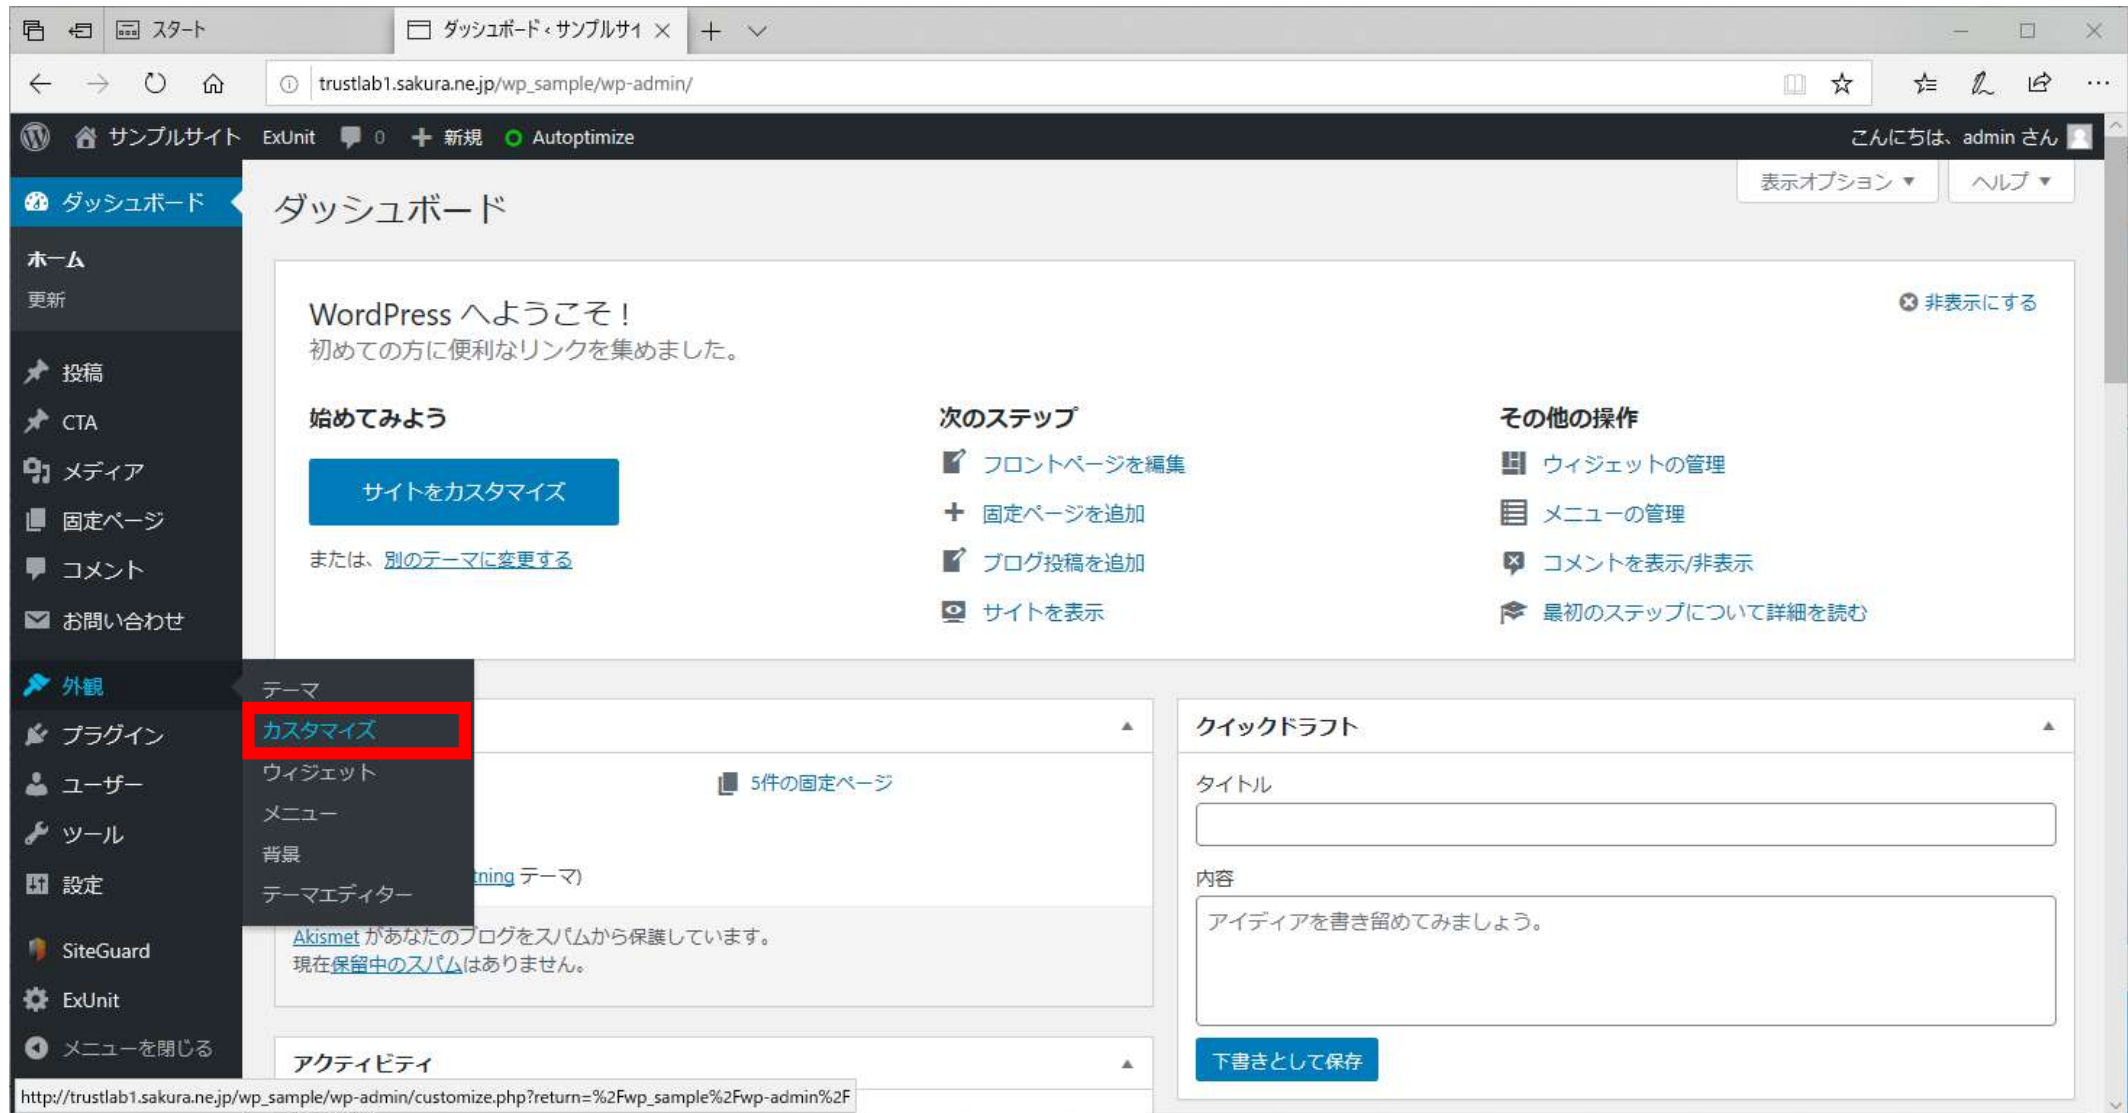 スタート
ダッシュボード ‹ サンプルサイ
trustlab1.sakura.ne.jp/wp_sample/wp-admin/
サンプルサイト ExUnit 0 新規 Autoptimize
こんにちは、admin さん
ダッシュボード
ホーム
更新
投稿
CTA
メディア
固定ページ
コメント
お問い合わせ
外観
プラグイン
ユーザー
ツール
設定
SiteGuard
ExUnit
メニューを閉じる
テーマ
カスタマイズ
ウィジェット
メニュー
背景
テーマエディター
表示オプション ▼
ヘルプ ▼
ダッシュボード
WordPress へようこそ !
初めての方に便利なリンクを集めました。
非表示にする
始めてみよう
サイトをカスタマイズ
または、別のテーマに変更する
次のステップ
フロントページを編集
固定ページを追加
ブログ投稿を追加
サイトを表示
その他の操作
ウィジェットの管理
メニューの管理
コメントを表示/非表示
最初のステップについて詳細を読む
5件の固定ページ
tning テーマ)
Akismet があなたのブログをスパムから保護しています。
現在保留中のスパムはありません。
アクティビティ
クイックドラフト
タイトル
内容
アイディアを書き留めてみましょう。
下書きとして保存
http://trustlab1.sakura.ne.jp/wp_sample/wp-admin/customize.php?return=%2Fwp_sample%2Fwp-admin%2F